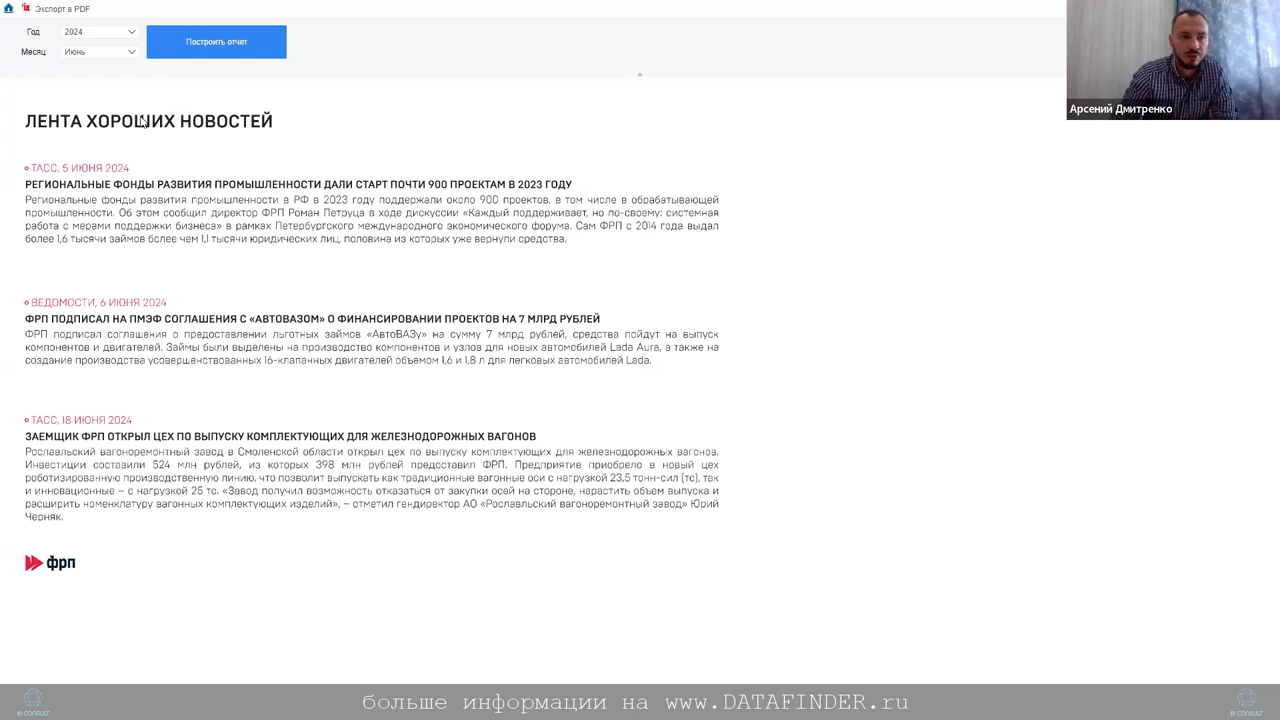 Экспорт в PDF
Год 2024
Месяц Июнь
Построить отчет
Арсений Дмитренко
ЛЕНТА ХОРОШИХ НОВОСТЕЙ
ТАСС, 5 ИЮНЯ 2024
РЕГИОНАЛЬНЫЕ ФОНДЫ РАЗВИТИЯ ПРОМЫШЛЕННОСТИ ДАЛИ СТАРТ ПОЧТИ 900 ПРОЕКТАМ В 2023 ГОДУ
Региональные фонды развития промышленности в РФ в 2023 году поддержали около 900 проектов, в том числе в обрабатывающей
промышленности. Об этом сообщил директор ФРП Роман Петруца в ходе дискуссии «Каждый поддерживает, но по-своему: системная
работа с мерами поддержки бизнеса» в рамках Петербургского международного экономического форума. Сам ФРП с 2014 года выдал
более 1,6 тысячи займов более чем 1,1 тысячи юридических лиц, половина из которых уже вернули средства.
ВЕДОМОСТИ, 6 ИЮНЯ 2024
ФРП ПОДПИСАЛ НА ПМЭФ СОГЛАШЕНИЯ С «АВТОВАЗОМ» О ФИНАНСИРОВАНИИ ПРОЕКТОВ НА 7 МЛРД РУБЛЕЙ
ФРП подписал соглашения о предоставлении льготных займов «АвтоВАЗу» на сумму 7 млрд рублей, средства пойдут на выпуск
компонентов и двигателей. Займы были выделены на производство компонентов и узлов для новых автомобилей Lada Aura, а также на
создание производства усовершенствованных 16-клапанных двигателей объемом 1,6 и 1,8 л для легковых автомобилей Lada.
ТАСС, 18 ИЮНЯ 2024
ЗАЕМЩИК ФРП ОТКРЫЛ ЦЕХ ПО ВЫПУСКУ КОМПЛЕКТУЮЩИХ ДЛЯ ЖЕЛЕЗНОДОРОЖНЫХ ВАГОНОВ
Рославльский вагоноремонтный завод в Смоленской области открыл цех по выпуску комплектующих для железнодорожных вагонов.
Инвестиции составили 524 млн рублей, из которых 398 млн рублей предоставил ФРП. Предприятие приобрело в новый цех
роботизированную производственную линию, что позволит выпускать как традиционные вагонные оси с нагрузкой 23,5 тонн-сил (тс), так
и инновационные – с нагрузкой 25 тс. «Завод получил возможность отказаться от закупки осей на стороне, нарастить объем выпуска и
расширить номенклатуру вагонных комплектующих изделий», – отметил гендиректор АО «Рославльский вагоноремонтный завод» Юрий
Черняк.
фрп
больше информации на www.DATAFINDER.ru
BI CONSULT
BI CONSULT